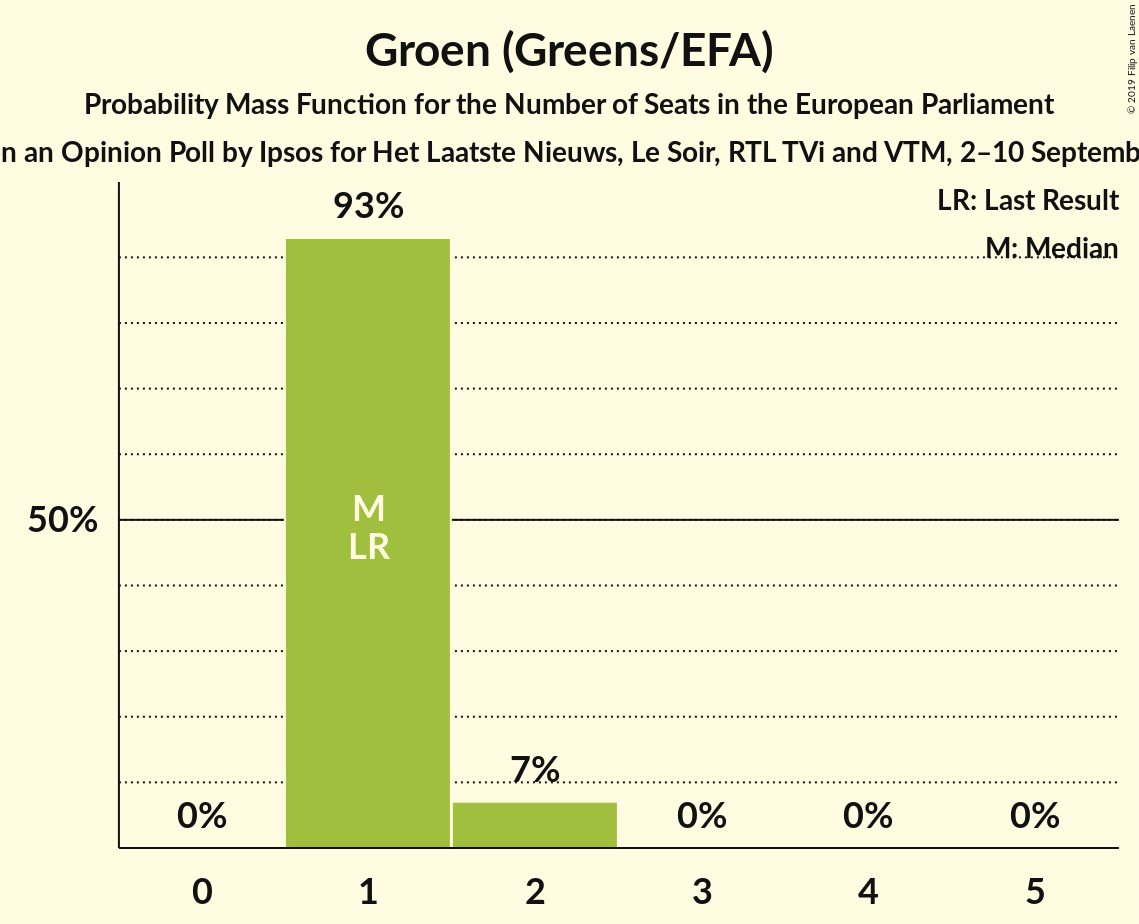 Groen (Greens/EFA)
Probability Mass Function for the Number of Seats in the European Parliament
n an Opinion Poll by Ipsos for Het Laatste Nieuws, Le Soir, RTL TVi and VTM, 2–10 Septemb
© 2019 Filip van Laenen
LR: Last Result
M: Median
93%
50%
M
LR
7%
0%
0%
0%
0%
0 1 2 3 4 5